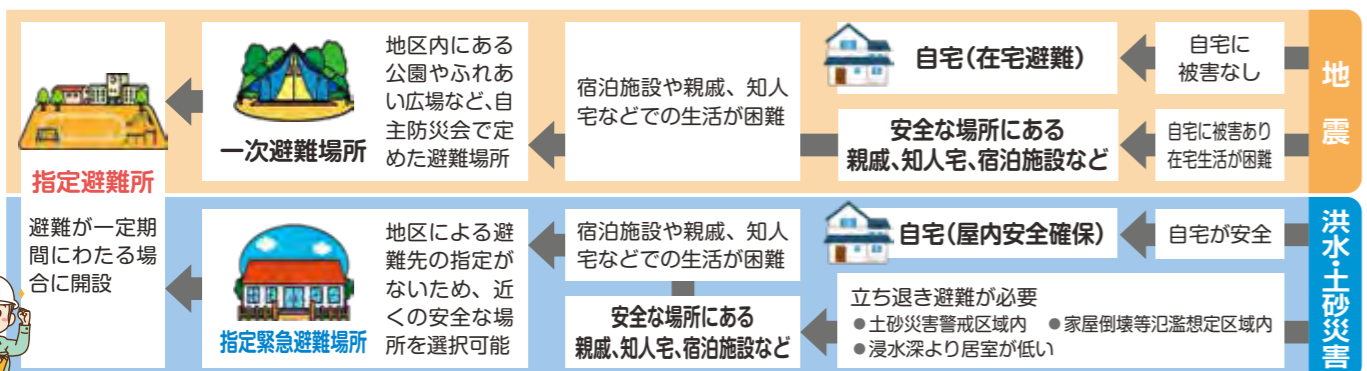 地震
自宅に
被害なし
自宅(在宅避難)
自宅に被害あり
在宅生活が困難
安全な場所にある
親戚、知人宅、宿泊施設など
宿泊施設や親戚、知人
宅などでの生活が困難
一次避難場所
地区内にある
公園やふれあ
い広場など、自
主防災会で定
めた避難場所
指定避難所
避難が一定期
間にわたる場
合に開設
洪水・土砂災害
自宅が安全
自宅(屋内安全確保)
立ち退き避難が必要
●土砂災害警戒区域内 ●家屋倒壊等氾濫想定区域内
●浸水深より居室が低い
安全な場所にある
親戚、知人宅、宿泊施設など
宿泊施設や親戚、知人
宅などでの生活が困難
指定緊急避難場所
地区による避
難先の指定が
ないため、近
くの安全な場
所を選択可能